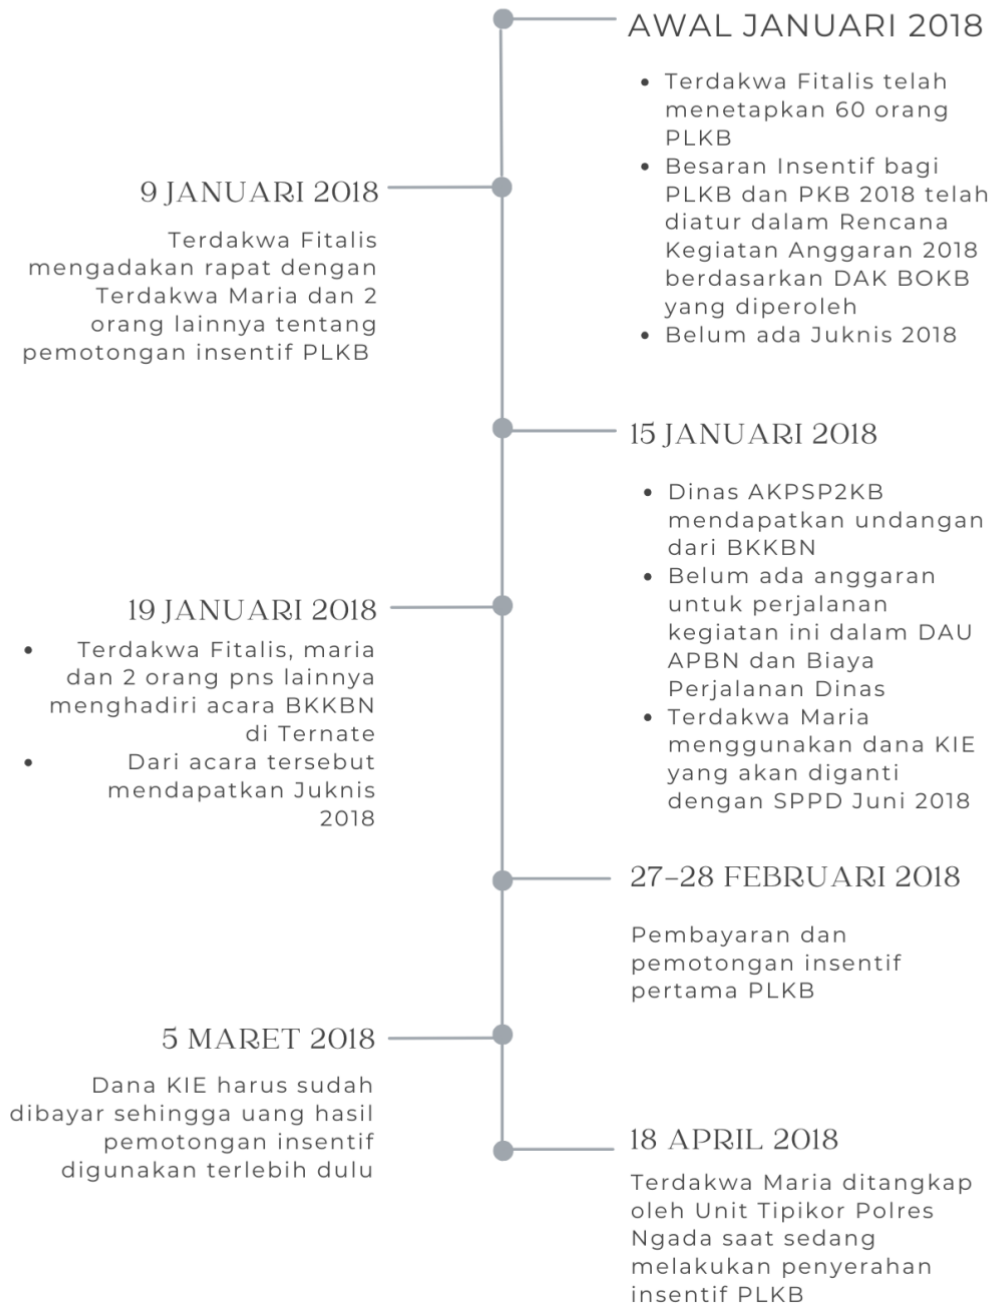 AWAL JANUARI 2018
• Terdakwa Fitalis telah
menetapkan 60 orang
PLKB
• Besaran Insentif bagi
PLKB dan PKB 2018 telah
diatur dalam Rencana
Kegiatan Anggaran 2018
berdasarkan DAK BOKB
yang diperoleh
• Belum ada Juknis 2018
9 JANUARI 2018
Terdakwa Fitalis
mengadakan rapat dengan
Terdakwa Maria dan 2
orang lainnya tentang
pemotongan insentif PLKB
15 JANUARI 2018
• Dinas AKPSP2KB
mendapatkan undangan
dari BKKBN
• Belum ada anggaran
untuk perjalanan
kegiatan ini dalam DAU
APBN dan Biaya
Perjalanan Dinas
• Terdakwa Maria
menggunakan dana KIE
yang akan diganti
dengan SPPD Juni 2018
19 JANUARI 2018
• Terdakwa Fitalis, maria
dan 2 orang pns lainnya
menghadiri acara BKKBN
di Ternate
• Dari acara tersebut
mendapatkan Juknis
2018
27-28 FEBRUARI 2018
Pembayaran dan
pemotongan insentif
pertama PLKB
5 MARET 2018
Dana KIE harus sudah
dibayar sehingga uang hasil
pemotongan insentif
digunakan terlebih dulu
18 APRIL 2018
Terdakwa Maria ditangkap
oleh Unit Tipikor Polres
Ngada saat sedang
melakukan penyerahan
insentif PLKB